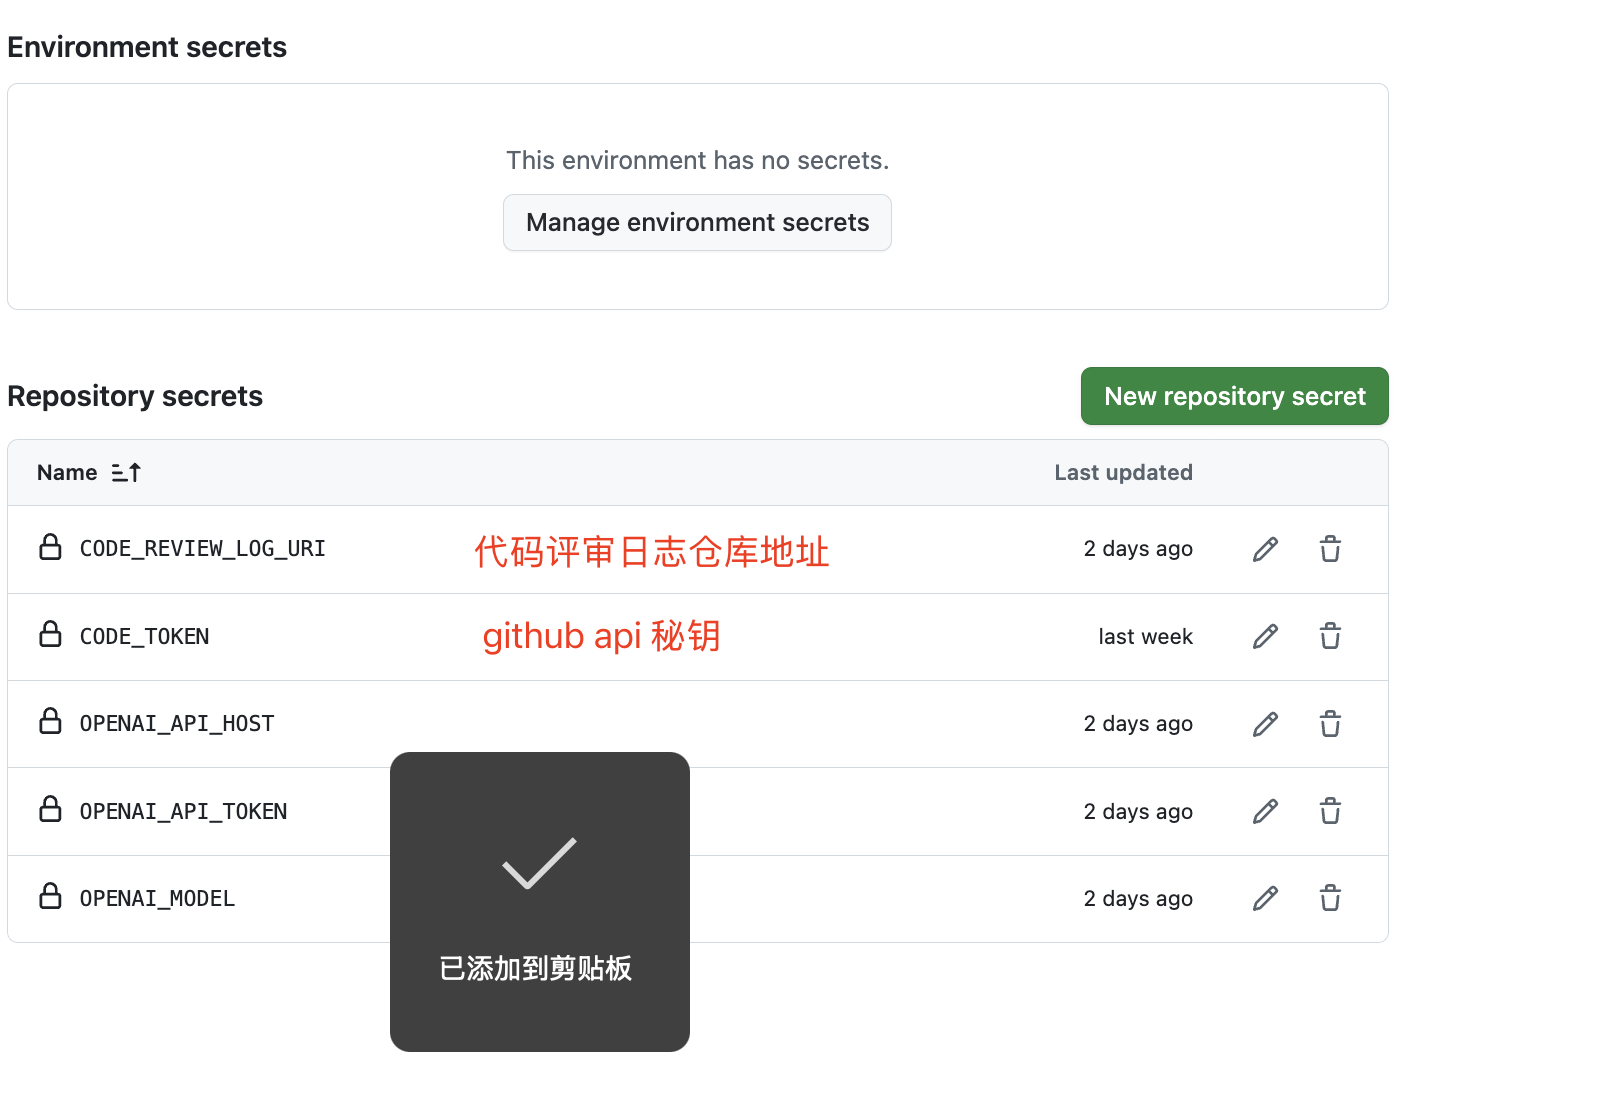 Environment secrets
This environment has no secrets.
Manage environment secrets
Repository secrets
New repository secret
Name
Last updated
CODE_REVIEW_LOG_URI 代码评审日志仓库地址 2 days ago
CODE_TOKEN github api 秘钥 last week
OPENAI_API_HOST 2 days ago
OPENAI_API_TOKEN 2 days ago
OPENAI_MODEL 2 days ago
已添加到剪贴板